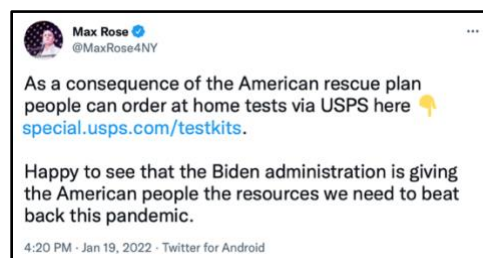 Max Rose
@MaxRose4NY
As a consequence of the American rescue plan
people can order at home tests via USPS here 👇
special.usps.com/testkits.
Happy to see that the Biden administration is giving
the American people the resources we need to beat
back this pandemic.
4:20 PM · Jan 19, 2022 · Twitter for Android